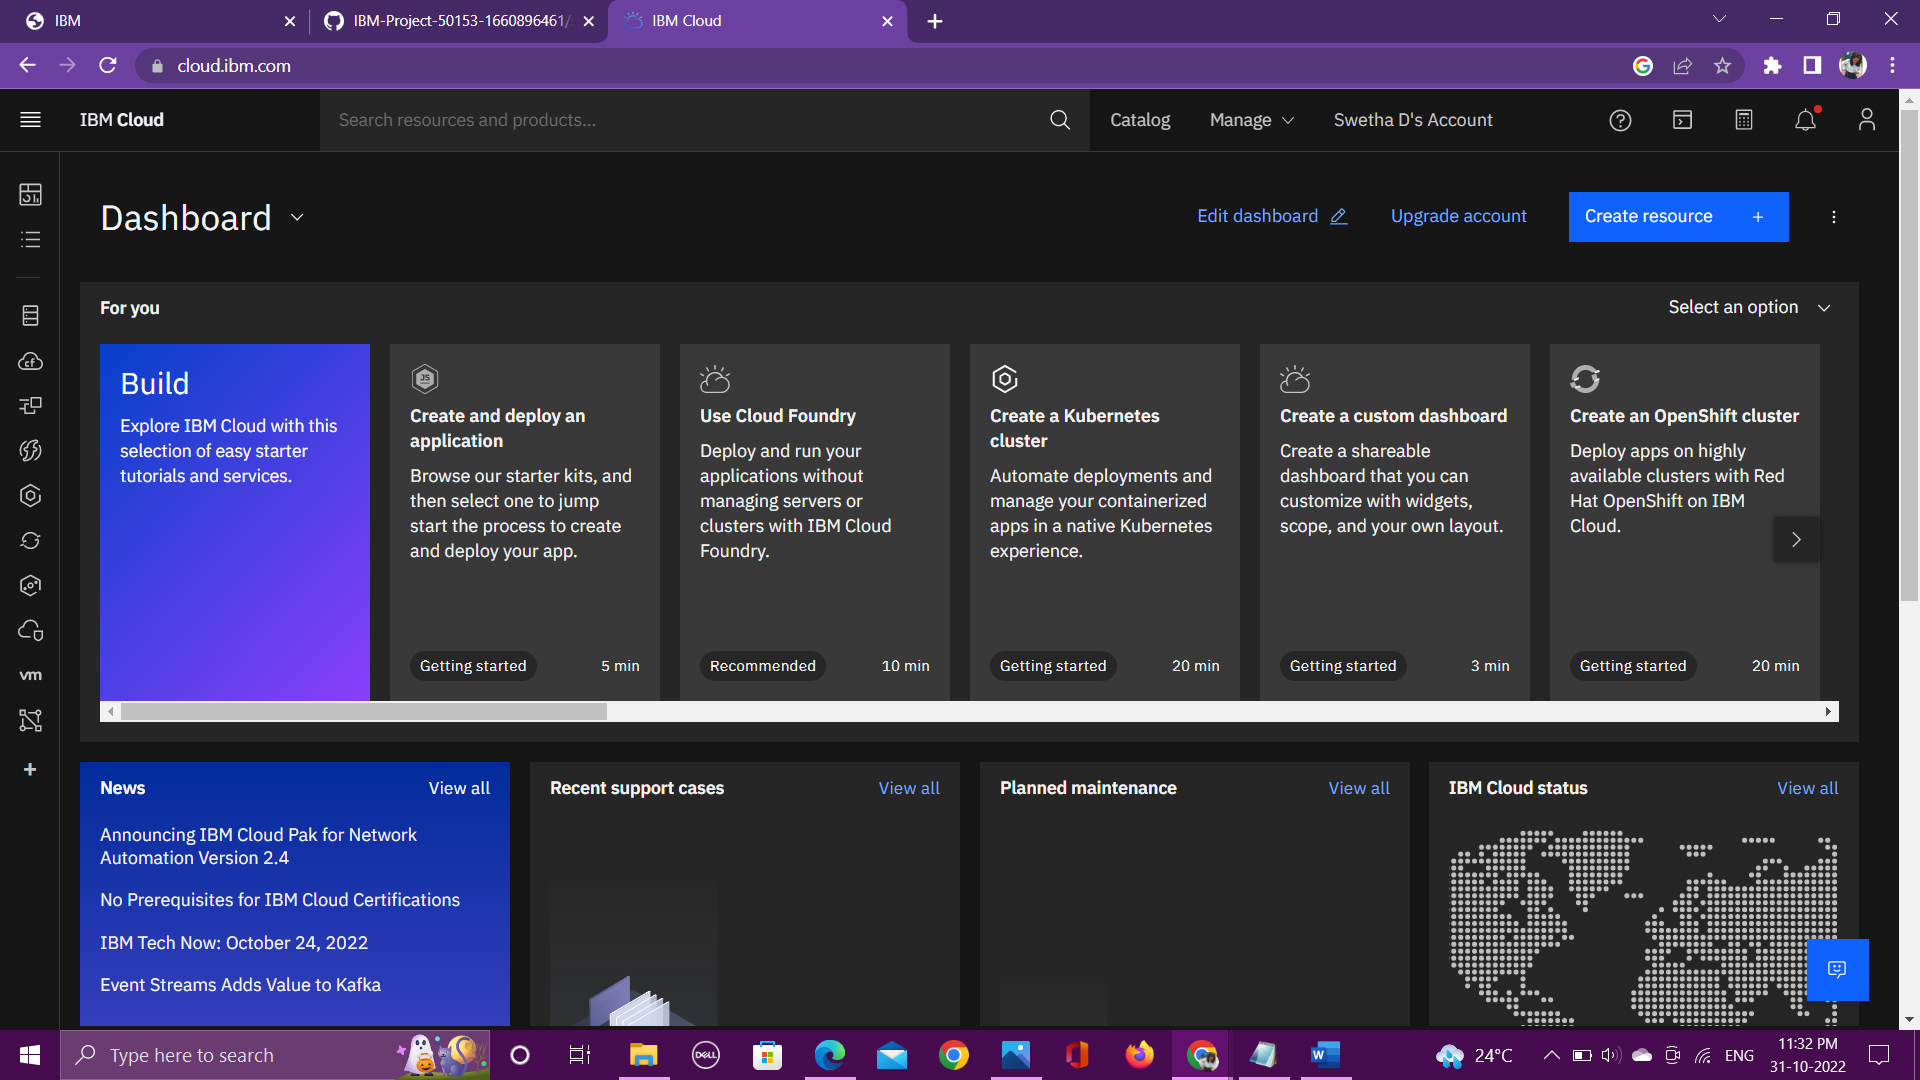 IBM
IBM-Project-50153-1660896461/
IBM Cloud
cloud.ibm.com
IBM Cloud
Search resources and products...
Catalog
Manage
Swetha D's Account
Dashboard
Edit dashboard
Upgrade account
Create resource +
For you
Select an option
Build
Explore IBM Cloud with this
selection of easy starter
tutorials and services.
JS
Create and deploy an
application
Browse our starter kits, and
then select one to jump
start the process to create
and deploy your app.
Getting started
5 min
Use Cloud Foundry
Deploy and run your
applications without
managing servers or
clusters with IBM Cloud
Foundry.
Recommended
10 min
Create a Kubernetes
cluster
Automate deployments and
manage your containerized
apps in a native Kubernetes
experience.
Getting started
20 min
Create a custom dashboard
Create a shareable
dashboard that you can
customize with widgets,
scope, and your own layout.
Getting started
3 min
Create an OpenShift cluster
Deploy apps on highly
available clusters with Red
Hat OpenShift on IBM
Cloud.
Getting started
20 min
cf
vm
News
View all
Announcing IBM Cloud Pak for Network
Automation Version 2.4
No Prerequisites for IBM Cloud Certifications
IBM Tech Now: October 24, 2022
Event Streams Adds Value to Kafka
Recent support cases
View all
Planned maintenance
View all
IBM Cloud status
View all
Type here to search
DELL
W
24°C
ENG
11:32 PM
31-10-2022